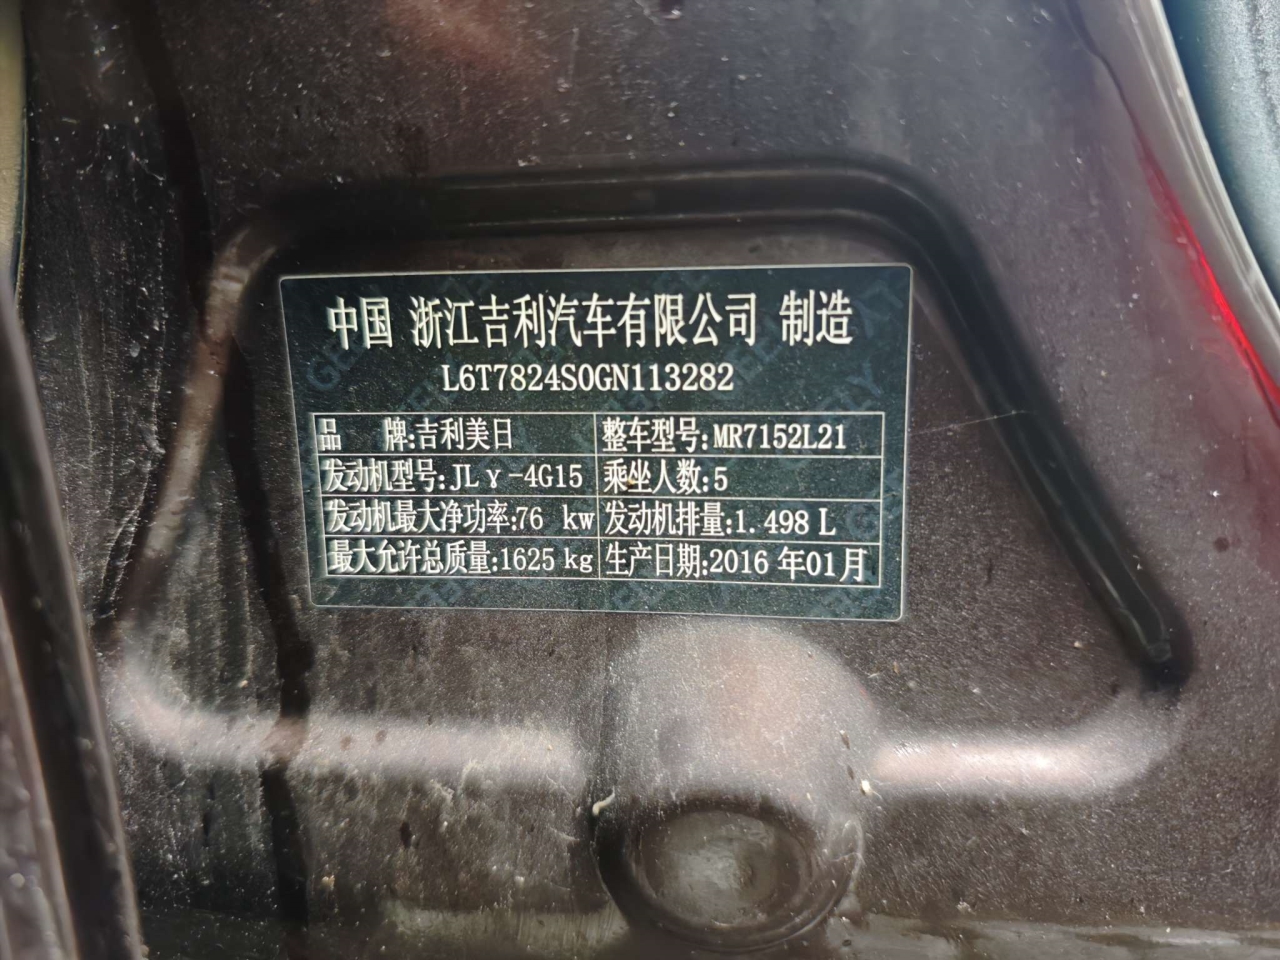 中国 浙江吉利汽车有限公司 制造
L6T7824S0GN113282
品 牌:吉利美日 整车型号:MR7152L21
发动机型号:JLγ-4G15 乘坐人数:5
发动机最大净功率:76 kw 发动机排量:1.498 L
最大允许总质量:1625 kg 生产日期:2016 年01月